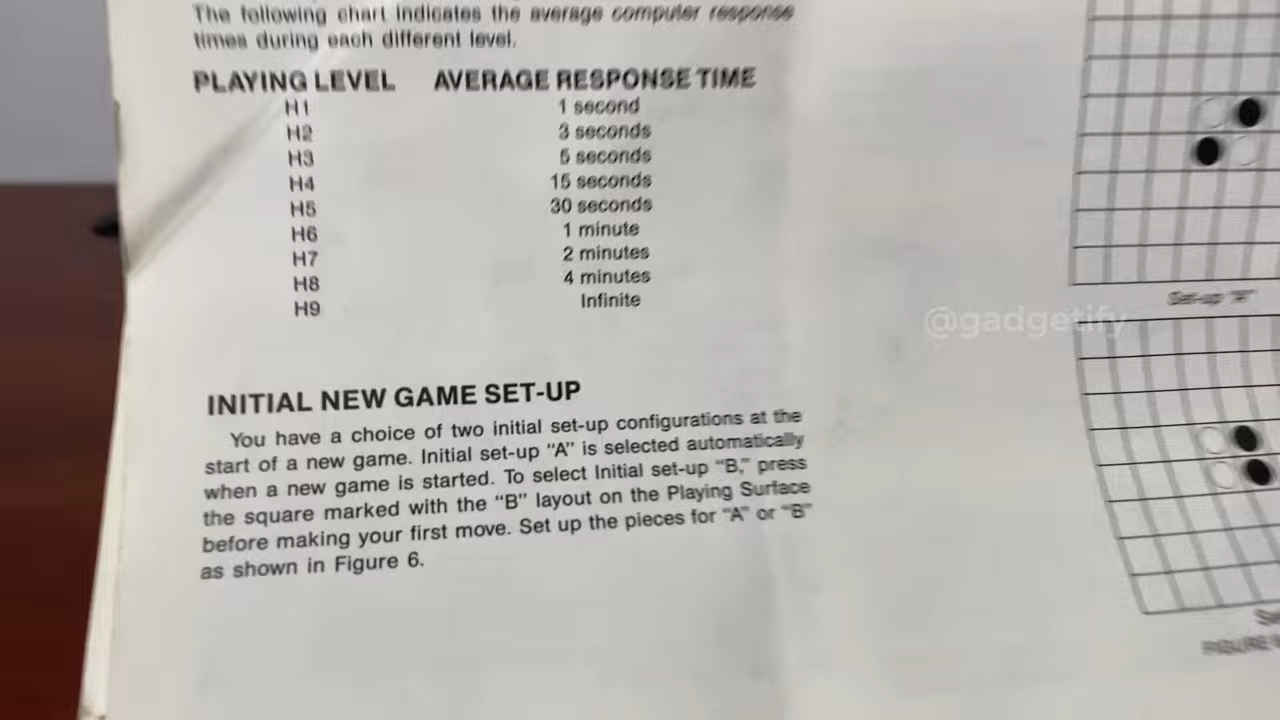 The following chart indicates the average computer response
times during each different level.
PLAYING LEVEL AVERAGE RESPONSE TIME
H1 1 second
H2 3 seconds
H3 5 seconds
H4 15 seconds
H5 30 seconds
H6 1 minute
H7 2 minutes
H8 4 minutes
H9 Infinite
INITIAL NEW GAME SET-UP
You have a choice of two initial set-up configurations at the
start of a new game. Initial set-up “A” is selected automatically
when a new game is started. To select Initial set-up “B,” press
the square marked with the “B” layout on the Playing Surface
before making your first move. Set up the pieces for “A” or “B”
as shown in Figure 6.
Set-up “A”
@gadgetify
FIGURE